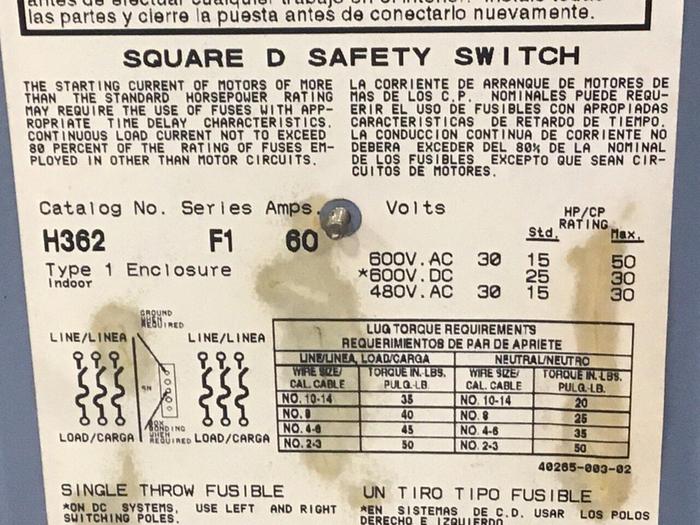 las partes y cierre la puesta antes de conectarlo nuevamente.
SQUARE D SAFETY SWITCH
THE STARTING CURRENT OF MOTORS OF MORE
THAN THE STANDARD HORSEPOWER RATING
MAY REQUIRE THE USE OF FUSES WITH APP-
ROPRIATE TIME DELAY CHARACTERISTICS.
CONTINUOUS LOAD CURRENT NOT TO EXCEED
80 PERCENT OF THE RATING OF FUSES EM-
PLOYED IN OTHER THAN MOTOR CIRCUITS.
LA CORRIENTE DE ARRANQUE DE MOTORES DE
MAS DE LOS C.P. NOMINALES PUEDE REQU-
ERIR EL USO DE FUSIBLES CON APROPIADAS
CARACTERISTICAS DE RETARDO DE TIEMPO.
LA CONDUCCION CONTINUA DE CORRIENTE NO
DEBERA EXCEDER DEL 80% DE LA NOMINAL
DE LOS FUSIBLES EXCEPTO QUE SEAN CIR-
CUITOS DE MOTORES.
Catalog No. Series Amps. Volts
HP/CP
RATING
Std. Max.
H362 F1 60
Type 1 Enclosure
Indoor
600V.AC 30 15 50
*600V.DC 25 30
480V.AC 30 15 30
GROUND
WHEN
REQUIRED
LINE/LINEA LINE/LINEA
SN
BONDING
WHEN
REQUIRED
LOAD/CARGA LOAD/CARGA
LUG TORQUE REQUIREMENTS
REQUERIMIENTOS DE PAR DE APRIETE
LINE/LINEA, LOAD/CARGA NEUTRAL/NEUTRO
WIRE SIZE/ TORQUE IN.-LBS. WIRE SIZE/ TORQUE IN.-LBS.
CAL. CABLE PULG.-LB. CAL. CABLE PULG.-LB.
NO. 10-14 35 NO. 10-14 20
NO. 8 40 NO. 8 25
NO. 4-6 45 NO. 4-6 35
NO. 2-3 50 NO. 2-3 50
40265-003-02
SINGLE THROW FUSIBLE
*ON DC SYSTEMS, USE LEFT AND RIGHT
SWITCHING POLES.
UN TIRO TIPO FUSIBLE
*EN SISTEMAS DE C.D. USAR LOS POLOS
DERECHO E IZQUIERDO